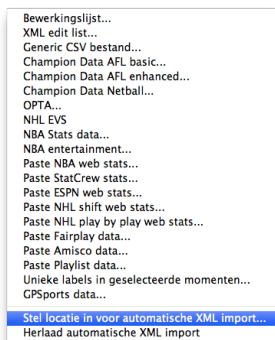 Bewerkingslijst...
XML edit list...
Generic CSV bestand...
Champion Data AFL basic...
Champion Data AFL enhanced...
Champion Data Netball...
OPTA...
NHL EVS
NBA Stats data...
NBA entertainment...
Paste NBA web stats...
Paste StatCrew stats...
Paste ESPN web stats...
Paste NHL shift web stats...
Paste NHL play by play web stats...
Paste Fairplay data...
Paste Amisco data...
Paste Playlist data...
Unieke labels in geselecteerde momenten...
GPSports data...
Stel locatie in voor automatische XML import...
Herlaad automatische XML import